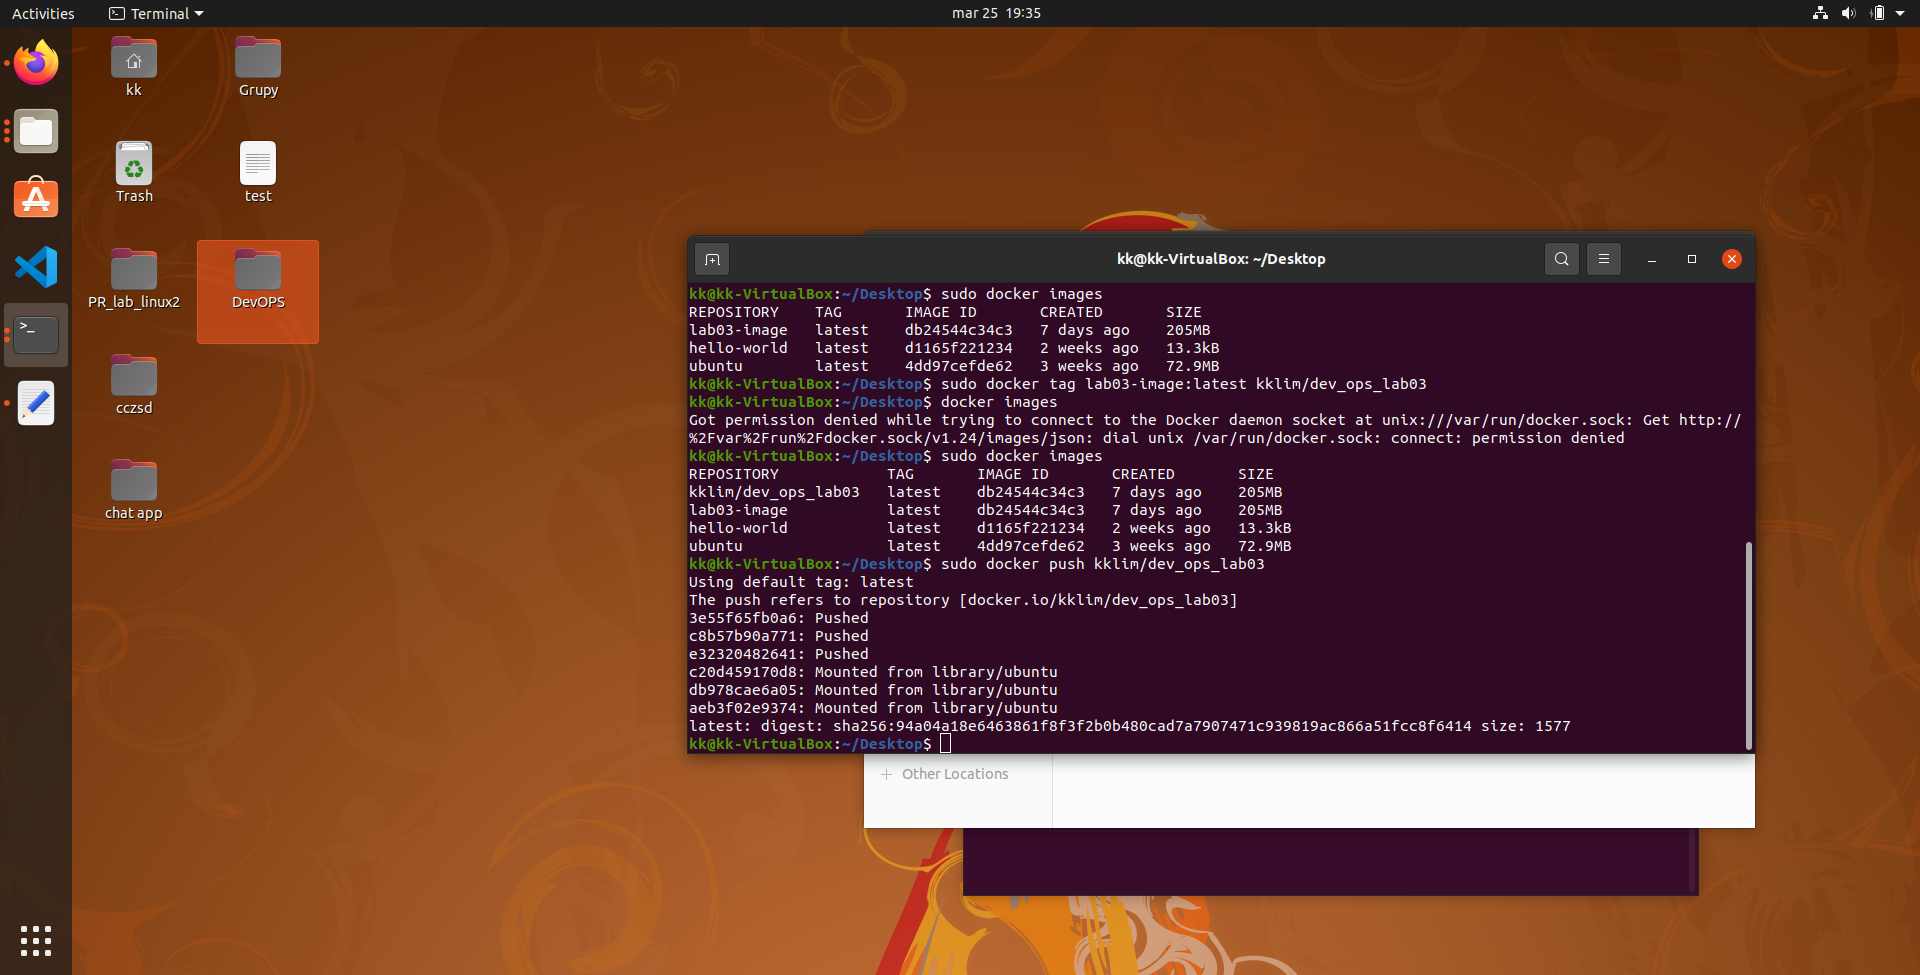 Activities
Terminal
mar 25 19:35
kk
Grupy
Trash
test
PR_lab_linux2
DevOPS
cczsd
chat app
kk@kk-VirtualBox: ~/Desktop
kk@kk-VirtualBox:~/Desktop$ sudo docker images
REPOSITORY    TAG       IMAGE ID       CREATED       SIZE
lab03-image   latest    db24544c34c3   7 days ago    205MB
hello-world   latest    d1165f221234   2 weeks ago   13.3kB
ubuntu        latest    4dd97cefde62   3 weeks ago   72.9MB
kk@kk-VirtualBox:~/Desktop$ sudo docker tag lab03-image:latest kklim/dev_ops_lab03
kk@kk-VirtualBox:~/Desktop$ docker images
Got permission denied while trying to connect to the Docker daemon socket at unix:///var/run/docker.sock: Get http://
%2Fvar%2Frun%2Fdocker.sock/v1.24/images/json: dial unix /var/run/docker.sock: connect: permission denied
kk@kk-VirtualBox:~/Desktop$ sudo docker images
REPOSITORY            TAG       IMAGE ID       CREATED       SIZE
kklim/dev_ops_lab03   latest    db24544c34c3   7 days ago    205MB
lab03-image           latest    db24544c34c3   7 days ago    205MB
hello-world           latest    d1165f221234   2 weeks ago   13.3kB
ubuntu                latest    4dd97cefde62   3 weeks ago   72.9MB
kk@kk-VirtualBox:~/Desktop$ sudo docker push kklim/dev_ops_lab03
Using default tag: latest
The push refers to repository [docker.io/kklim/dev_ops_lab03]
3e55f65fb0a6: Pushed
c8b57b90a771: Pushed
e32320482641: Pushed
c20d459170d8: Mounted from library/ubuntu
db978cae6a05: Mounted from library/ubuntu
aeb3f02e9374: Mounted from library/ubuntu
latest: digest: sha256:94a04a18e6463861f8f3f2b0b480cad7a7907471c939819ac866a51fcc8f6414 size: 1577
kk@kk-VirtualBox:~/Desktop$
Other Locations